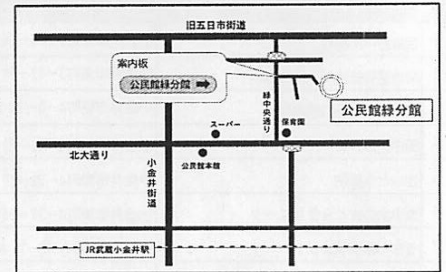 旧五日市街道
案内板
公民館緑分館 ➡
緑中央通り
公民館緑分館
スーパー
保育園
北大通り
公民館本館
小金井街道
JR武蔵小金井駅